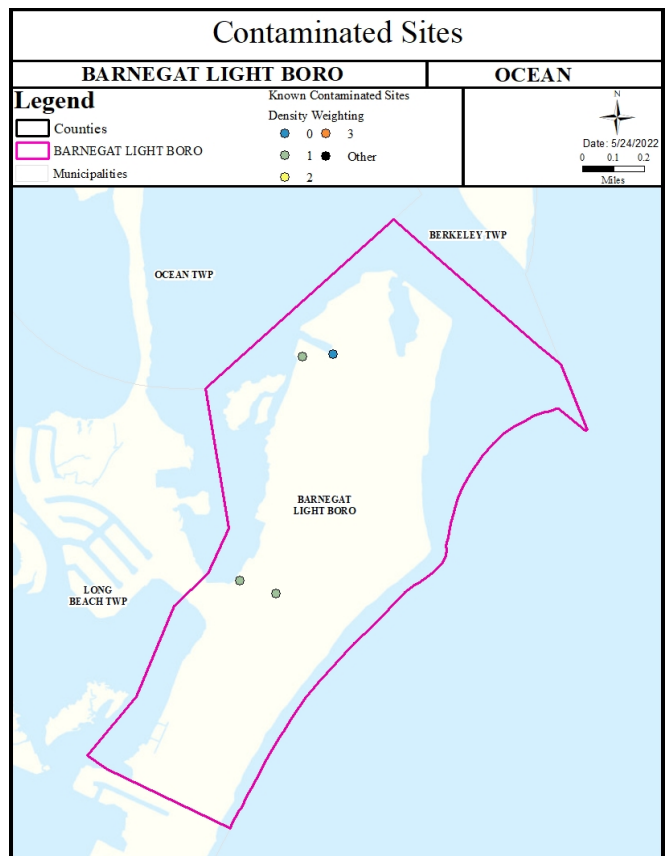 Contaminated Sites
BARNEGAT LIGHT BORO
OCEAN
Legend
Counties
BARNEGAT LIGHT BORO
Municipalities
Known Contaminated Sites
Density Weighting
0 3
1 Other
2
N
Date: 5/24/2022
0 0.1 0.2
Miles
BERKELEY TWP
OCEAN TWP
BARNEGAT
LIGHT BORO
LONG
BEACH TWP